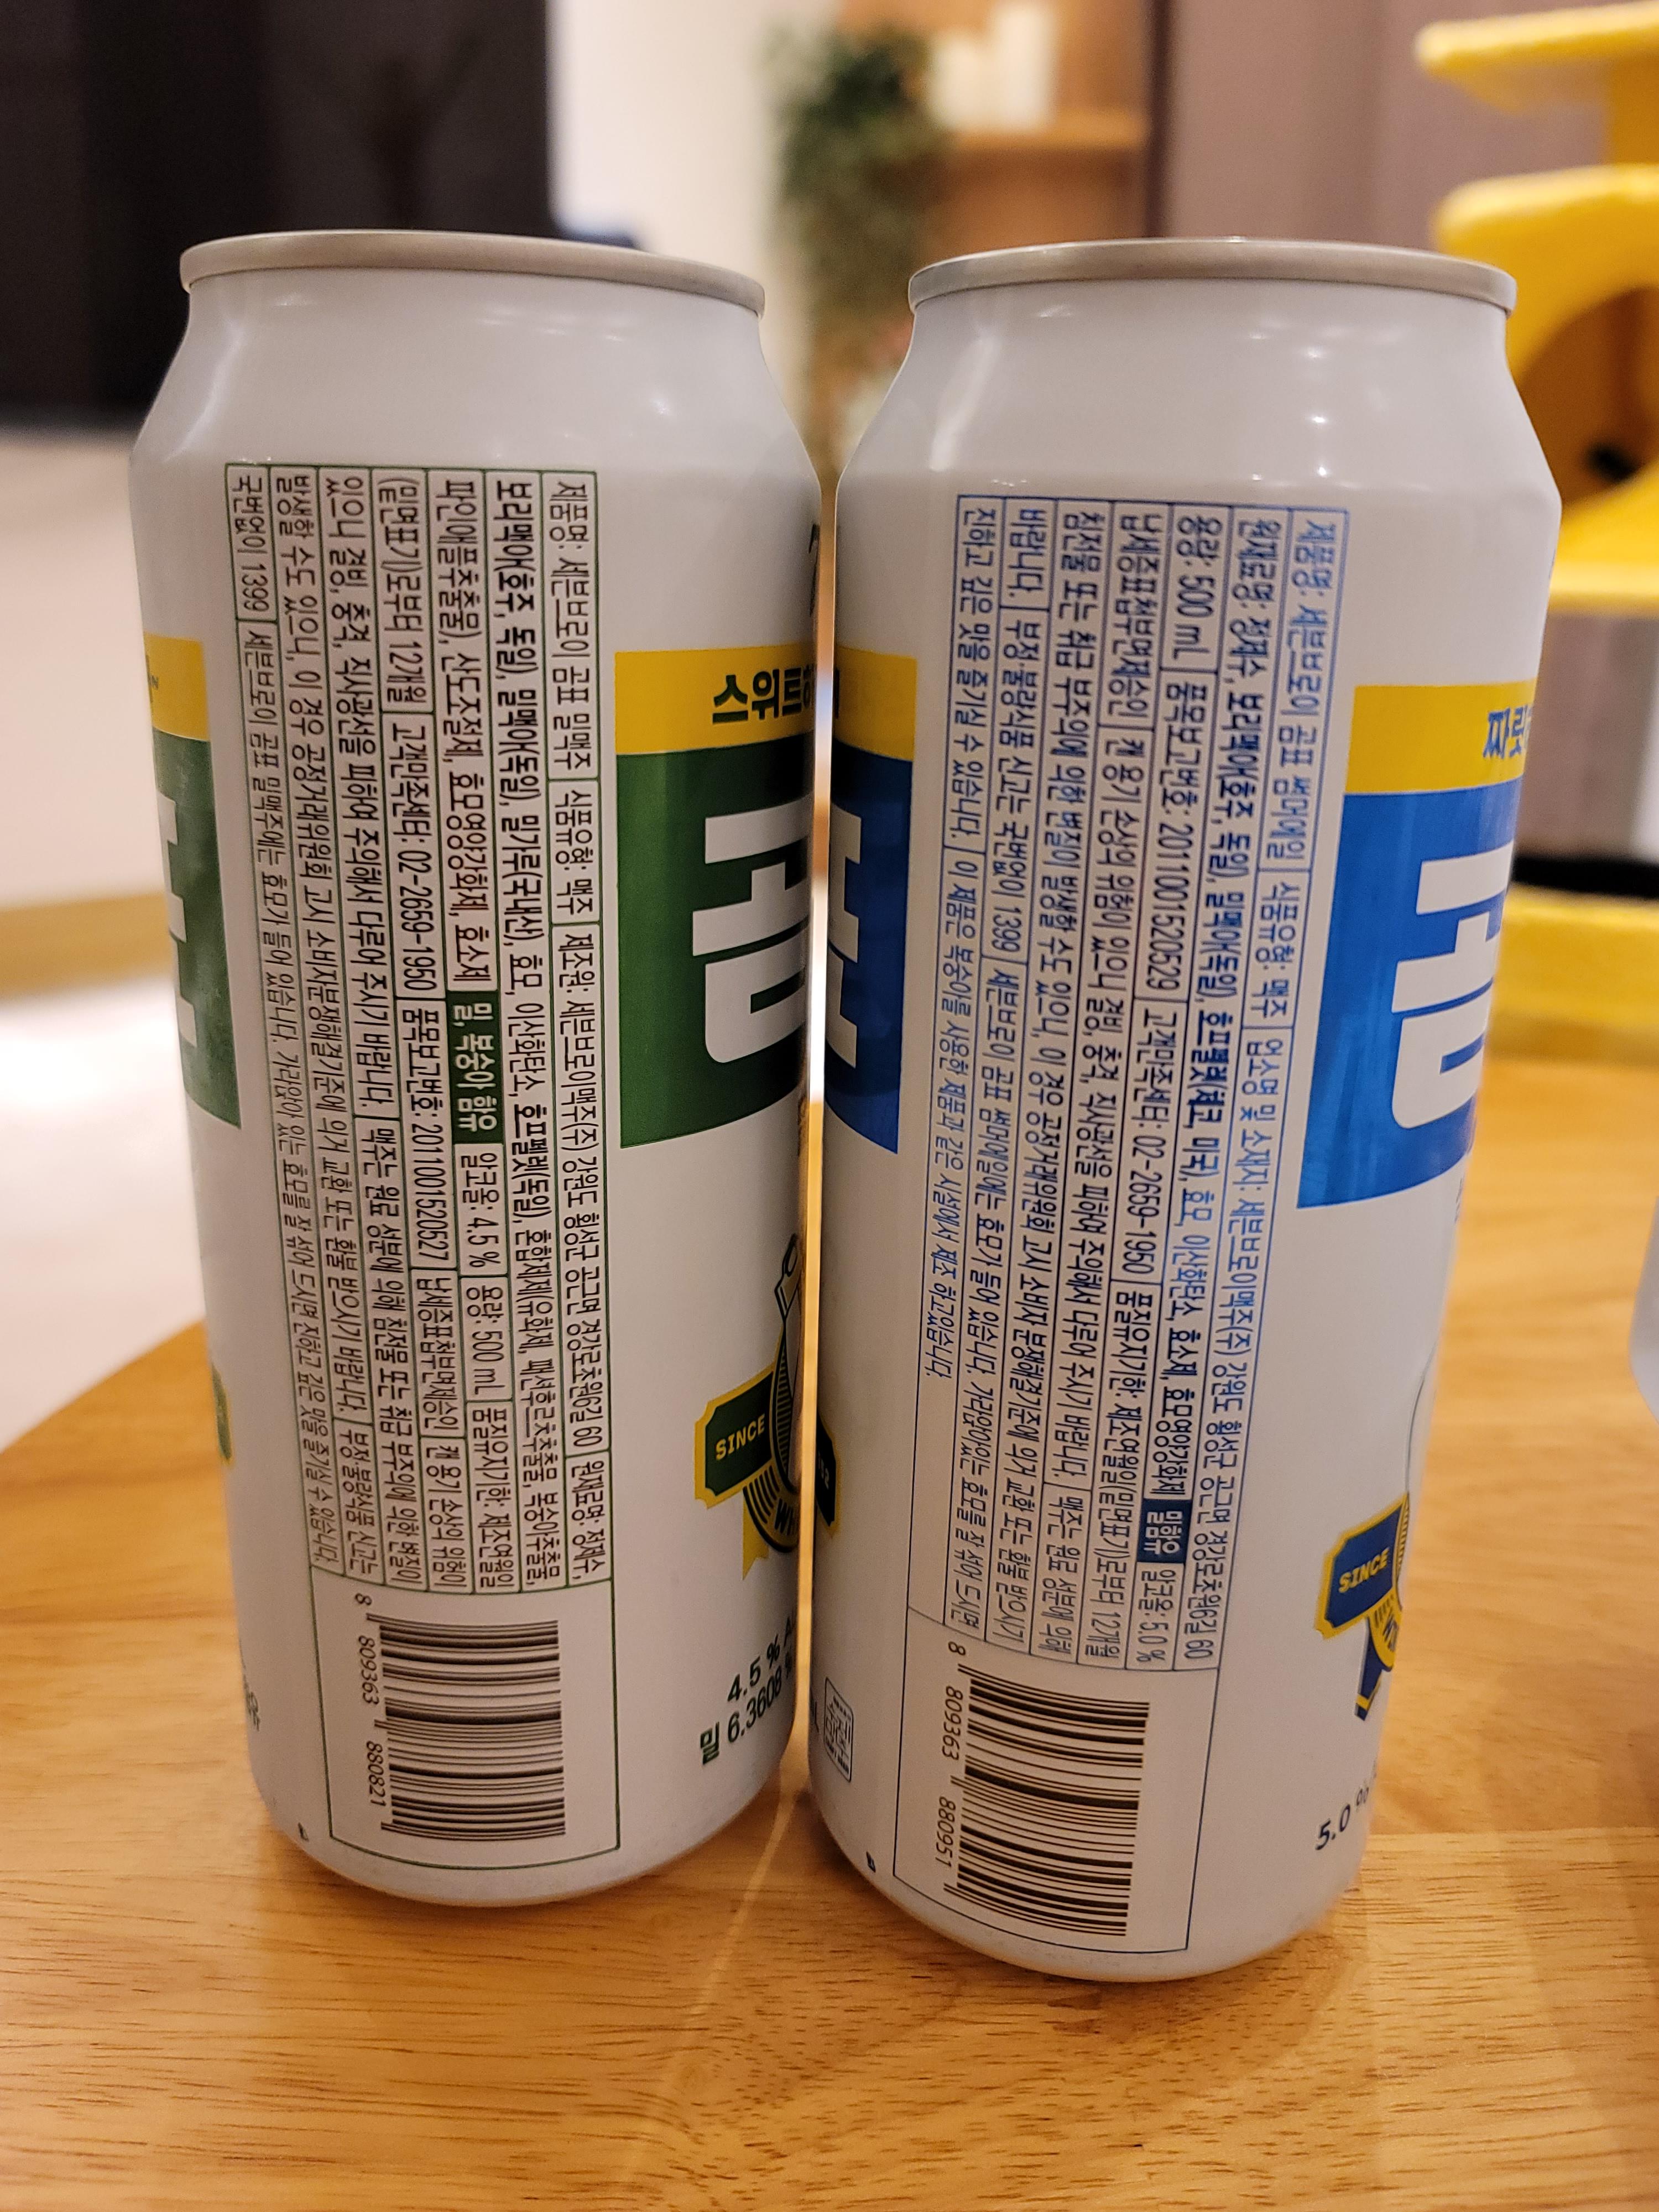 제품명: 세븐브로이 곰표 밀맥주 식품유형: 맥주 제조원: 세븐브로이맥주(주) 강원도 횡성군 공근면 경강로초원6길 60 원재료명: 정제수,
보리맥아(호주, 독일), 밀맥아(독일), 밀가루(국내산), 효모, 이산화탄소, 호프펠렛(독일), 혼합제제유화제, 패션후르츠추출물, 복숭아추출물,
파인애플추출물), 산도조절제, 효모영양강화제, 효소제 밀, 복숭아 함유 알코올: 4.5 % 용량: 500 mL 품질유지기한: 제조연월일
(밑면표기)로부터 12개월 고객만족센터: 02-2659-1950 품목보고번호: 2011001520527 납세증표첨부면제승인 캔 용기 손상의 위험이
있으니 결빙, 충격, 직사광선을 피하여 주의해서 다루어 주시기 바랍니다. 맥주는 원료 성분에 의해 침전물 또는 취급 부주의에 의한 변질이
발생할 수도 있으니, 이 경우 공정거래위원회 고시 소비자분쟁해결기준에 의거 교환 또는 환불 받으시기 바랍니다. 부정·불량식품 신고는
국번없이 1399 세븐브로이 곰표 밀맥주에는 효모가 들어 있습니다. 가라앉아 있는 효모를 잘 섞어 드시면 진하고 깊은 맛을 즐기실 수 있습니다.
8 809363 880821
스위트
곰
SINCE
4.5 %
밀 6.3608
제품명: 세븐브로이 곰표 썸머에일 식품유형: 맥주 업소명 및 소재지: 세븐브로이맥주(주) 강원도 횡성군 공근면 경강로초원6길 60
원재료명: 정제수, 보리맥아(호주, 독일), 밀맥아(독일), 호프펠렛(체코, 미국), 효모, 이산화탄소, 효소제, 효모영양강화제 밀함유 알코올: 5.0 %
용량: 500 mL 품목보고번호: 2011001520529 고객만족센터: 02-2659-1950 품질유지기한: 제조연월일(밑면표기)로부터 12개월
납세증표첨부면제승인 캔 용기 손상의 위험이 있으니 결빙, 충격, 직사광선을 피하여 주의해서 다루어 주시기 바랍니다. 맥주는 원료 성분에 의해
침전물 또는 취급 부주의에 의한 변질이 발생할 수도 있으니, 이 경우 공정거래위원회 고시 소비자 분쟁해결기준에 의거 교환 또는 환불 받으시기
바랍니다. 부정·불량식품 신고는 국번없이 1399 세븐브로이 곰표 썸머에일에는 효모가 들어 있습니다. 가라앉아있는 효모를 잘 섞어 드시면
진하고 깊은 맛을 즐기실 수 있습니다. 이 제품은 복숭아를 사용한 제품과 같은 시설에서 제조 하고있습니다.
8 809363 880951
짜릿
곰
SINCE
5.0 %